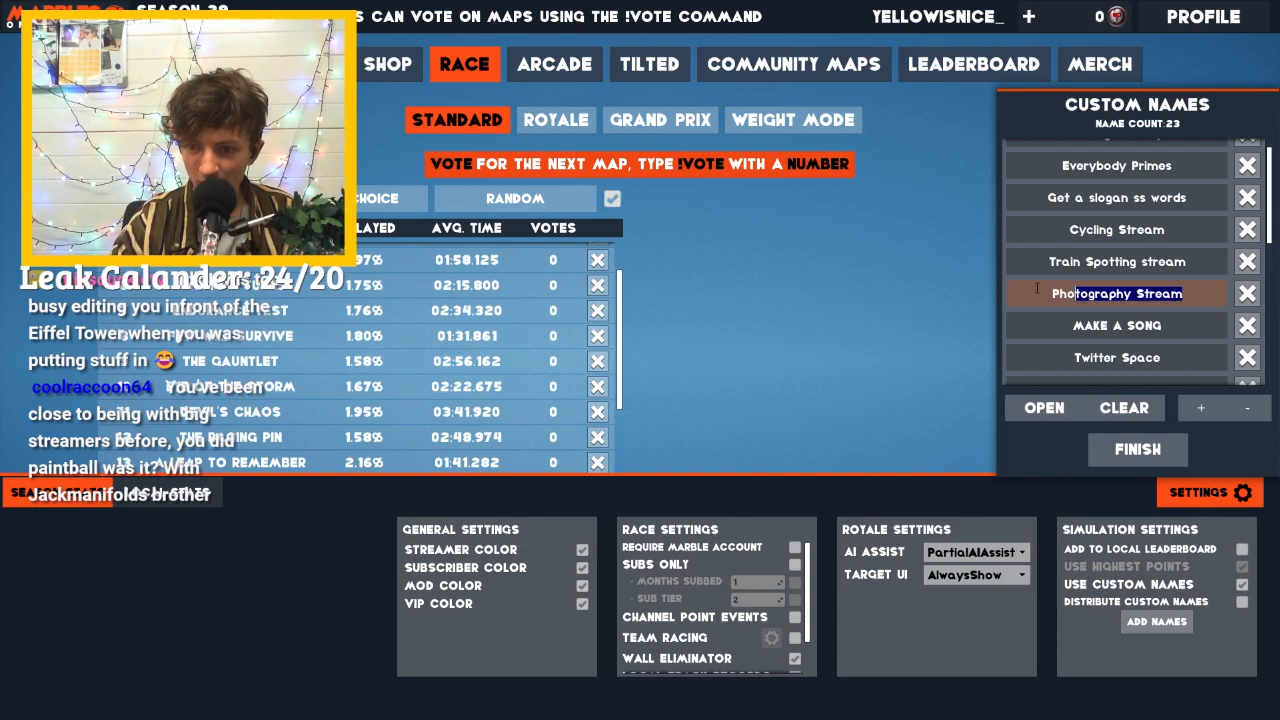 S CAN VOTE ON MAPS USING THE !VOTE COMMAND
YELLOWISNICE_ +
0
PROFILE
SHOP
RACE
ARCADE
TILTED
COMMUNITY MAPS
LEADERBOARD
MERCH
STANDARD
ROYALE
GRAND PRIX
WEIGHT MODE
VOTE FOR THE NEXT MAP, TYPE !VOTE WITH A NUMBER
CHOICE
RANDOM
LAYED
AVG. TIME
VOTES
.97% 01:58.125 0
.75% 02:15.800 0
1.76% 02:34.320 0
SURVIVE 1.80% 01:31.861 0
THE GAUNTLET 1.58% 02:56.162 0
1.67% 02:22.675 0
DEVIL'S CHAOS 1.95% 03:41.920 0
PIN 1.58% 02:48.974 0
13 TO REMEMBER 2.16% 01:41.282 0
Leak Calander: 24/20
busy editing you infront of the
Eiffel Tower when you was
putting stuff in 😂
coolraccoon64 You've been
close to being with big
streamers before, you did
paintball was it? With
Jackmanifolds brother
CUSTOM NAMES
NAME COUNT:23
Everybody Primes
Get a slogan ss words
Cycling Stream
Train Spotting stream
Photography Stream
MAKE A SONG
Twitter Space
OPEN
CLEAR
+
-
FINISH
SETTINGS
GENERAL SETTINGS
STREAMER COLOR
SUBSCRIBER COLOR
MOD COLOR
VIP COLOR
RACE SETTINGS
REQUIRE MARBLE ACCOUNT
SUBS ONLY
- MONTHS SUBBED 1
- SUB TIER 2
CHANNEL POINT EVENTS
TEAM RACING
WALL ELIMINATOR
ROYALE SETTINGS
AI ASSIST PartialAIAssist
TARGET UI AlwaysShow
SIMULATION SETTINGS
ADD TO LOCAL LEADERBOARD
USE HIGHEST POINTS
USE CUSTOM NAMES
DISTRIBUTE CUSTOM NAMES
ADD NAMES